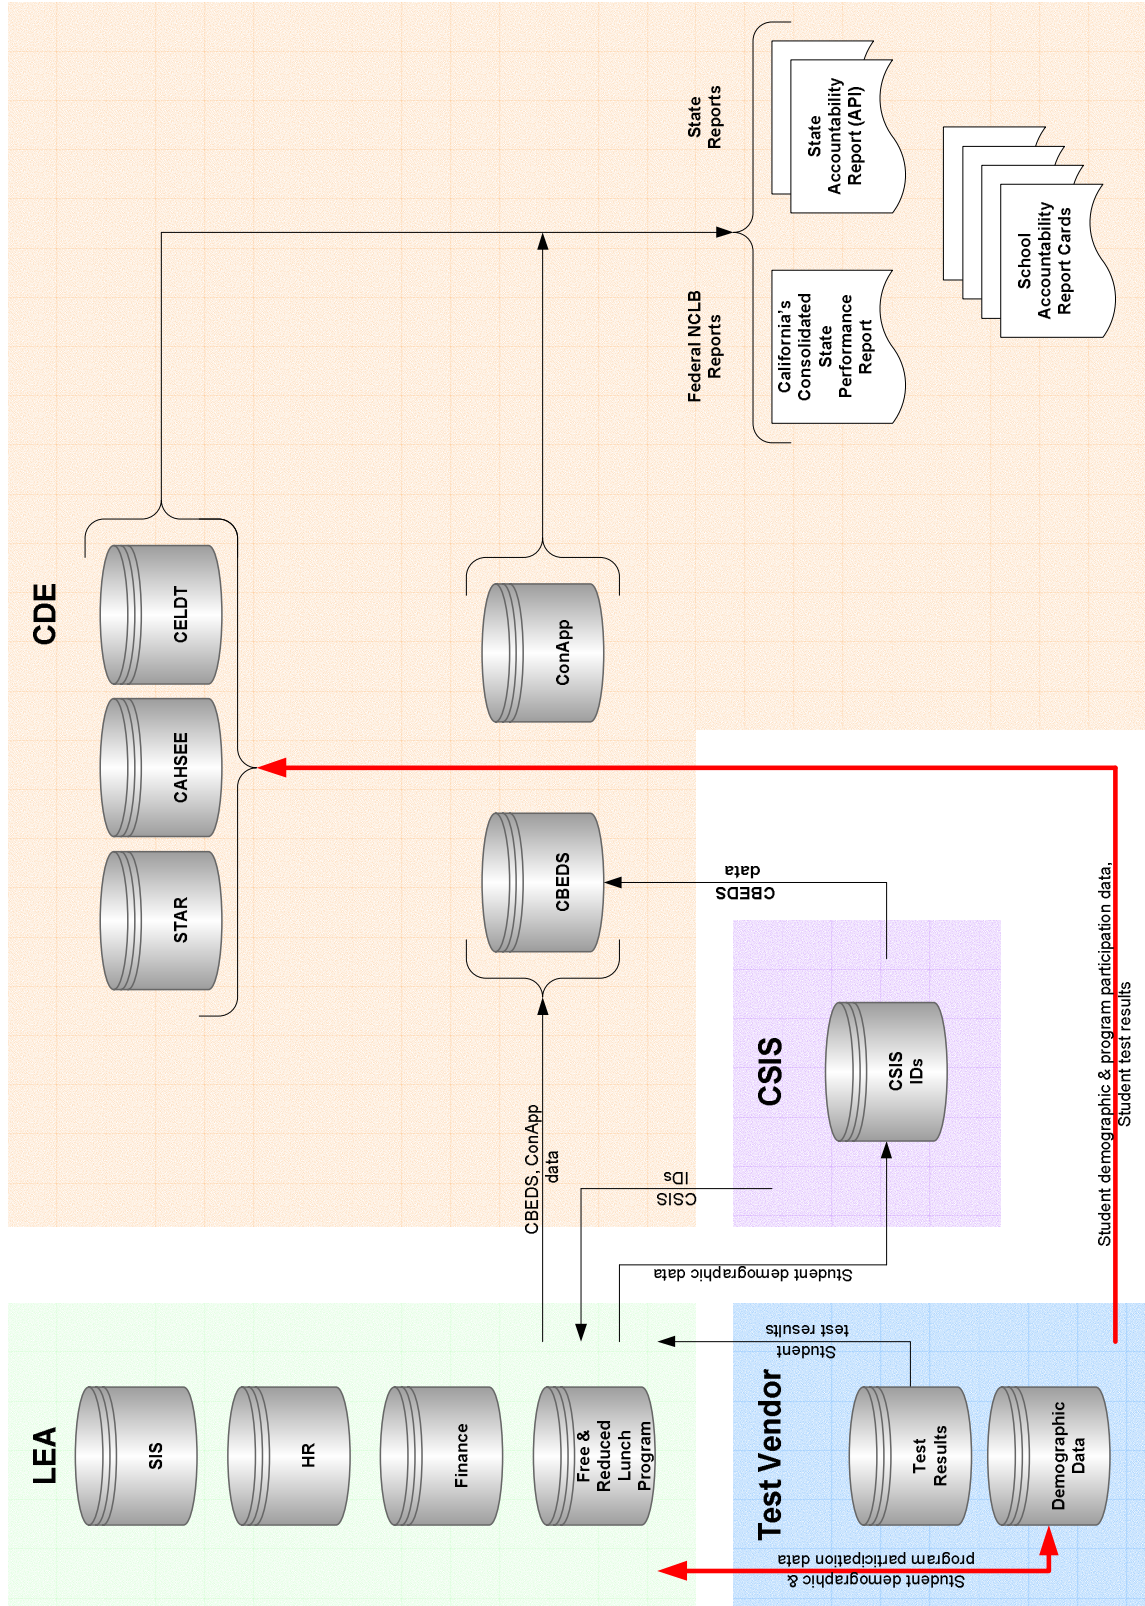 LEA
SIS
HR
Finance
Free &
Reduced
Lunch
Program
Test Vendor
Test
Results
Demographic
Data
Student demographic &
program participation data
Student
test results
Student demographic data
CSIS
IDs
CBEDS, ConApp
data
CSIS
CSIS
IDs
CBEDS
data
Student demographic & program participation data,
Student test results
CDE
STAR
CAHSEE
CELDT
CBEDS
ConApp
Federal NCLB
Reports
State
Reports
California's
Consolidated
State
Performance
Report
State
Accountability
Report (API)
School
Accountability
Report Cards